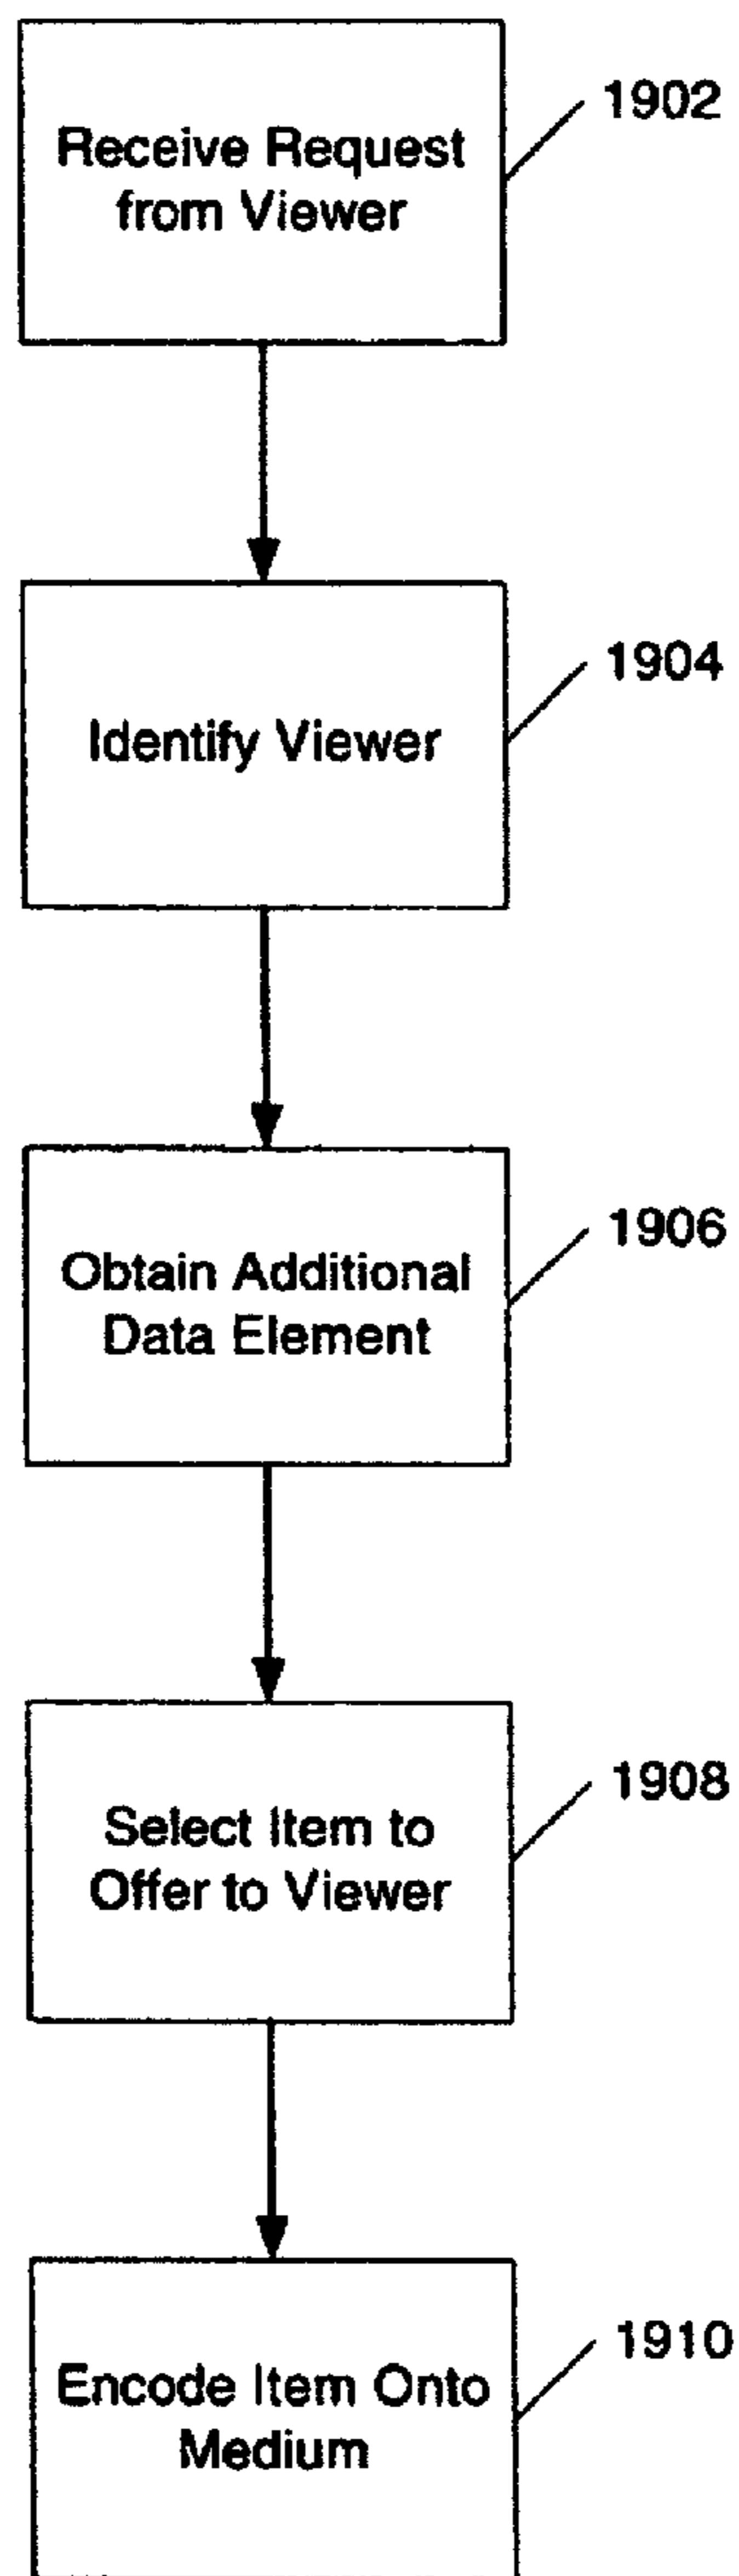 Receive Request
from Viewer
1902
Identify Viewer
1904
Obtain Additional
Data Element
1906
Select Item to
Offer to Viewer
1908
Encode Item Onto
Medium
1910